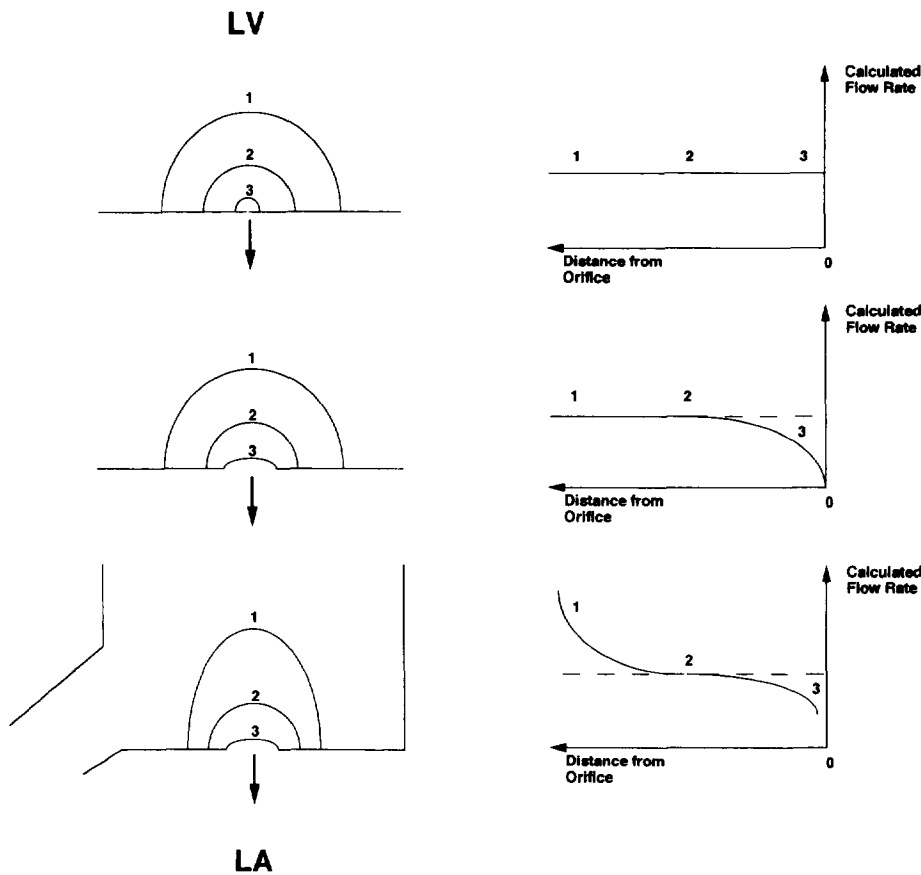 LV
1
2
3
Calculated
Flow Rate
1 2 3
Distance from
Orifice
0
1
2
3
Calculated
Flow Rate
1 2
3
Distance from
Orifice
0
1
2
3
Calculated
Flow Rate
1
2
3
Distance from
Orifice
0
LA